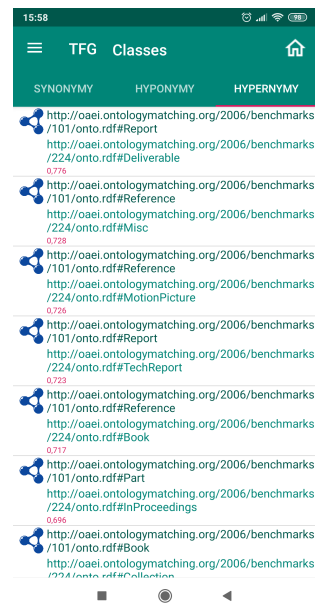 15:58
98
TFG Classes
SYNONYMY HYPONYMY HYPERNYMY
http://oaei.ontologymatching.org/2006/benchmarks
/101/onto.rdf#Report
http://oaei.ontologymatching.org/2006/benchmarks
/224/onto.rdf#Deliverable
0,776
http://oaei.ontologymatching.org/2006/benchmarks
/101/onto.rdf#Reference
http://oaei.ontologymatching.org/2006/benchmarks
/224/onto.rdf#Misc
0,728
http://oaei.ontologymatching.org/2006/benchmarks
/101/onto.rdf#Reference
http://oaei.ontologymatching.org/2006/benchmarks
/224/onto.rdf#MotionPicture
0,726
http://oaei.ontologymatching.org/2006/benchmarks
/101/onto.rdf#Report
http://oaei.ontologymatching.org/2006/benchmarks
/224/onto.rdf#TechReport
0,723
http://oaei.ontologymatching.org/2006/benchmarks
/101/onto.rdf#Reference
http://oaei.ontologymatching.org/2006/benchmarks
/224/onto.rdf#Book
0,717
http://oaei.ontologymatching.org/2006/benchmarks
/101/onto.rdf#Part
http://oaei.ontologymatching.org/2006/benchmarks
/224/onto.rdf#InProceedings
0,696
http://oaei.ontologymatching.org/2006/benchmarks
/101/onto.rdf#Book
http://oaei.ontologymatching.org/2006/benchmarks
/224/onto.rdf#Collection